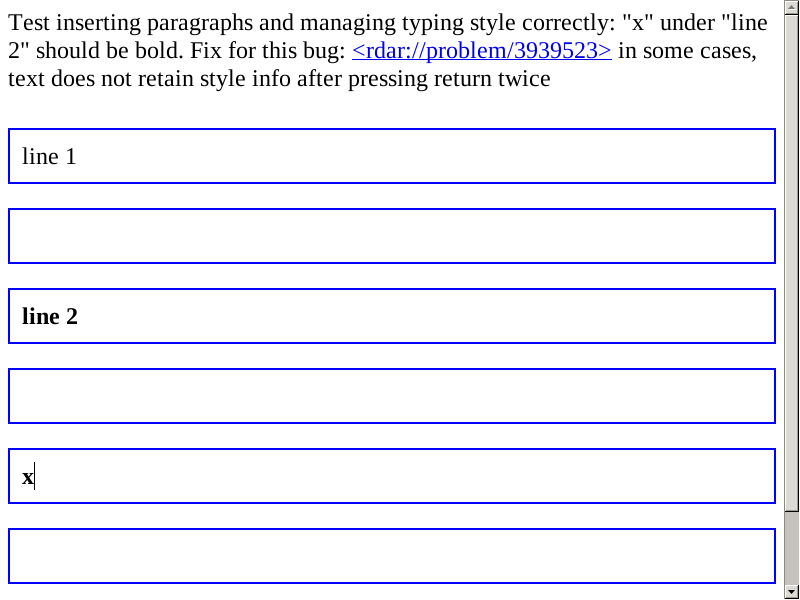 Test inserting paragraphs and managing typing style correctly: "x" under "line
2" should be bold. Fix for this bug: <rdar://problem/3939523> in some cases,
text does not retain style info after pressing return twice
line 1
line 2
x